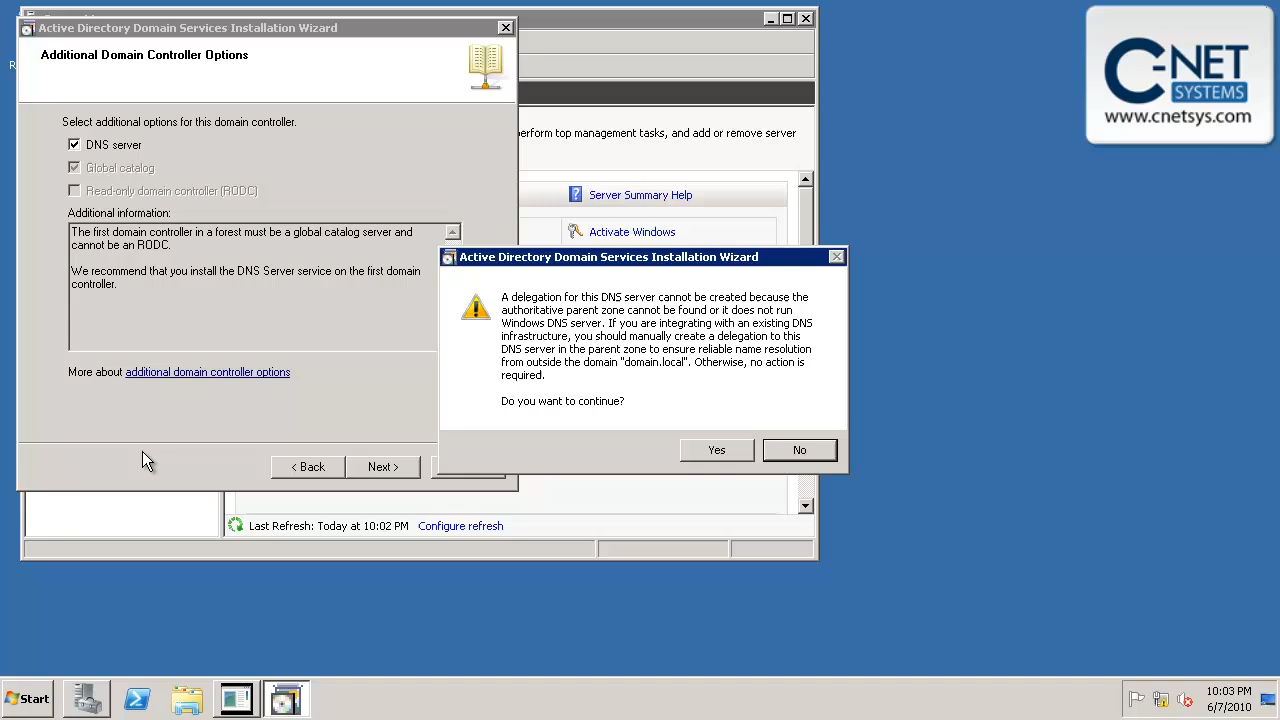 Active Directory Domain Services Installation Wizard
Additional Domain Controller Options
Select additional options for this domain controller.
DNS server
Global catalog
Read-only domain controller (RODC)
Additional information:
The first domain controller in a forest must be a global catalog server and
cannot be an RODC.
We recommend that you install the DNS Server service on the first domain
controller.
More about additional domain controller options
< Back
Next >
perform top management tasks, and add or remove server
Server Summary Help
Activate Windows
Active Directory Domain Services Installation Wizard
A delegation for this DNS server cannot be created because the
authoritative parent zone cannot be found or it does not run
Windows DNS server. If you are integrating with an existing DNS
infrastructure, you should manually create a delegation to this
DNS server in the parent zone to ensure reliable name resolution
from outside the domain "domain.local". Otherwise, no action is
required.
Do you want to continue?
Yes
No
Last Refresh: Today at 10:02 PM
Configure refresh
C-NET
SYSTEMS
www.cnetsys.com
R
Start
10:03 PM
6/7/2010